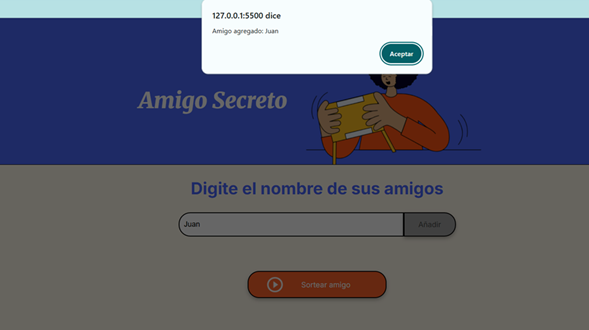 127.0.0.1:5500 dice
Amigo agregado: Juan
Aceptar
Amigo Secreto
Digite el nombre de sus amigos
Juan
Añadir
Sortear amigo